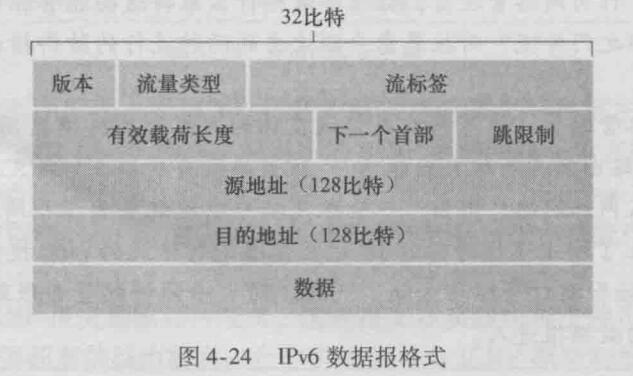 32比特
版本 流量类型 流标签
有效载荷长度 下一个首部 跳限制
源地址（128比特）
目的地址（128比特）
数据
图 4-24 IPv6 数据报格式